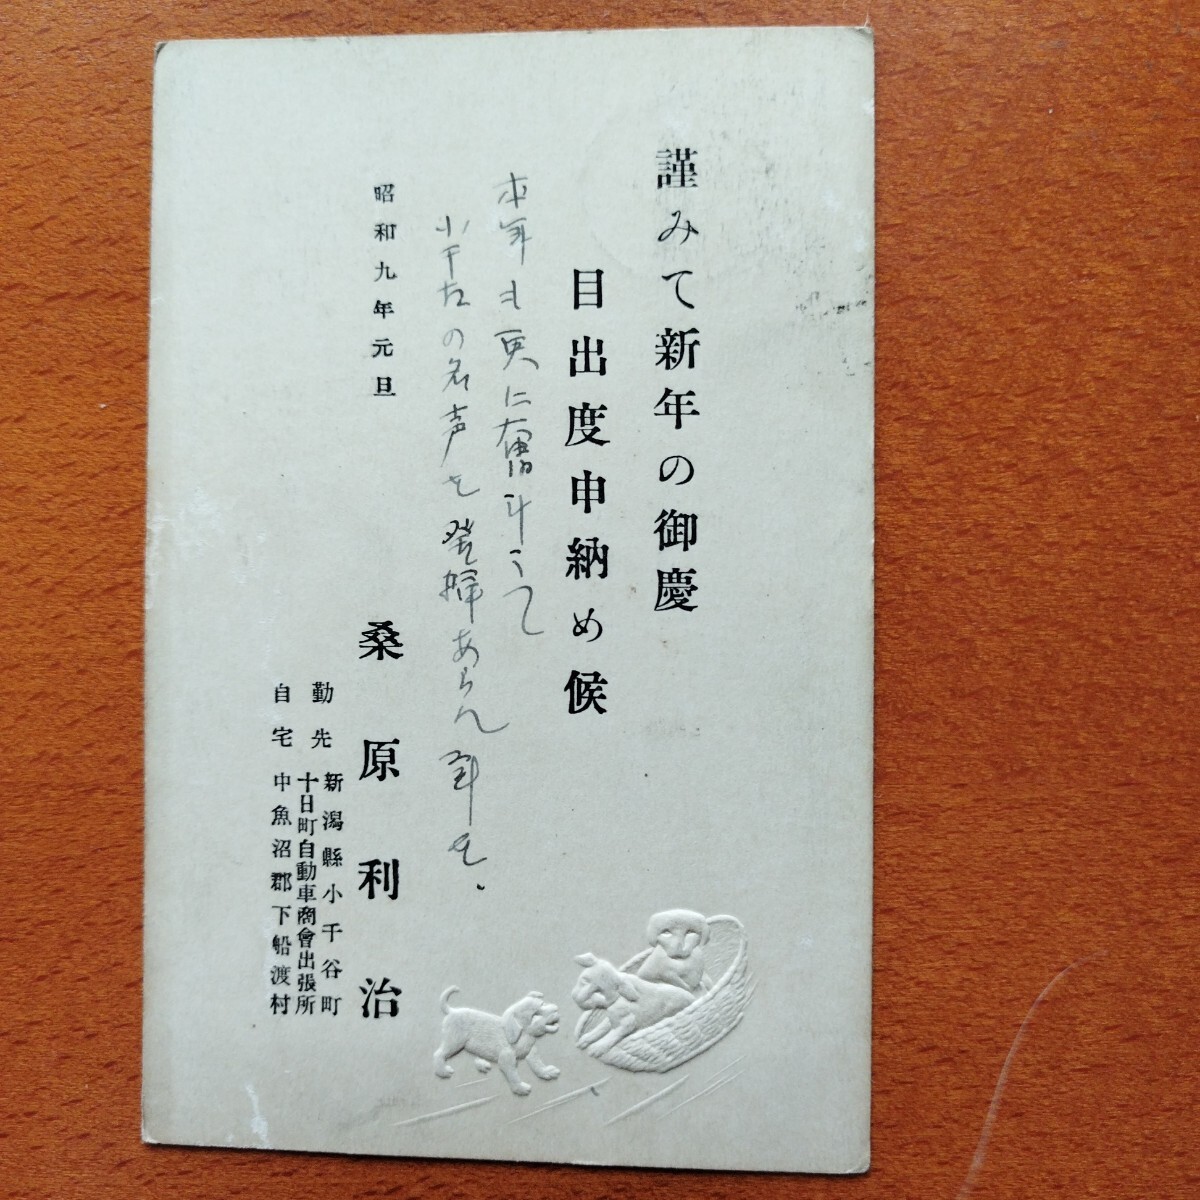 謹みて新年の御慶
目出度申納め候
本年も更に奮斗して
小千谷の名声を発揮あらん事を、
昭和九年元旦
桑原利治
勤先
新潟縣小千谷町
十日町自動車商會出張所
自宅 中魚沼郡下船渡村